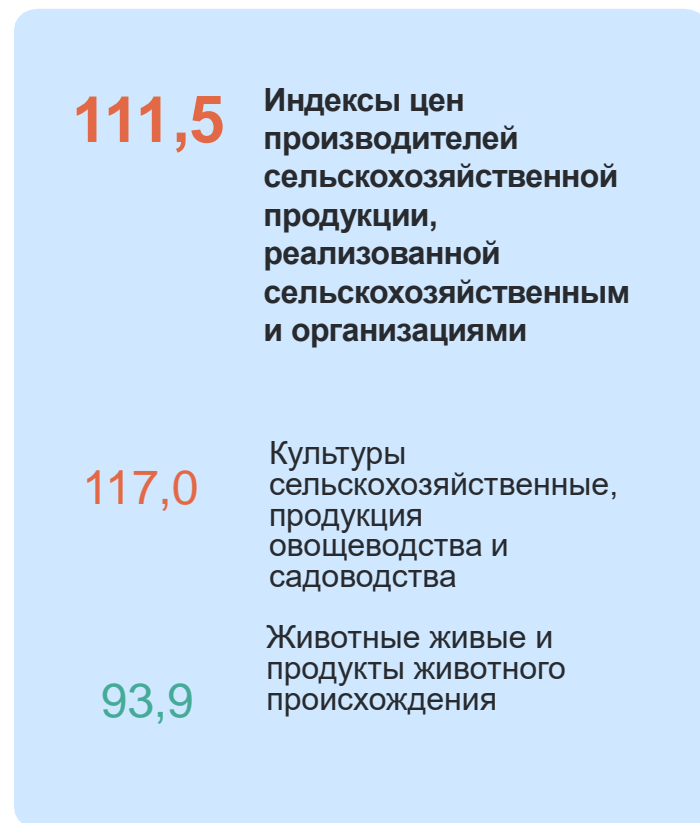 111,5
Индексы цен
производителей
сельскохозяйственной
продукции,
реализованной
сельскохозяйственным
и организациями
117,0
Культуры
сельскохозяйственные,
продукция
овощеводства и
садоводства
93,9
Животные живые и
продукты животного
происхождения